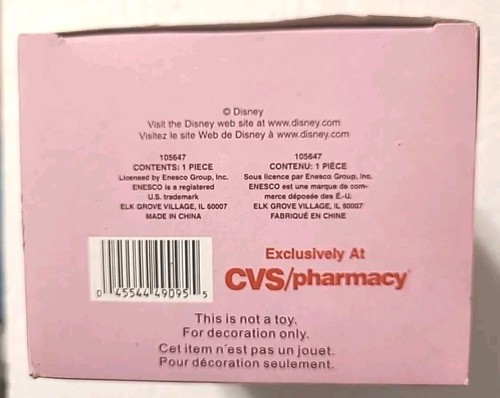 © Disney
Visit the Disney web site at www.disney.com
Visitez le site Web de Disney à www.disney.com
105647
CONTENTS: 1 PIECE
Licensed by Enesco Group, Inc.
ENESCO is a registered
U.S. trademark
ELK GROVE VILLAGE, IL 60007
MADE IN CHINA
105647
CONTENU: 1 PIÈCE
Sous licence par Enesco Group, Inc.
ENESCO est une marque de com-
merce déposée des É.-U.
ELK GROVE VILLAGE, IL 60007
FABRIQUÉ EN CHINE
0 45544 49095 5
Exclusively At
CVS/pharmacy
This is not a toy.
For decoration only.
Cet item n'est pas un jouet.
Pour décoration seulement.